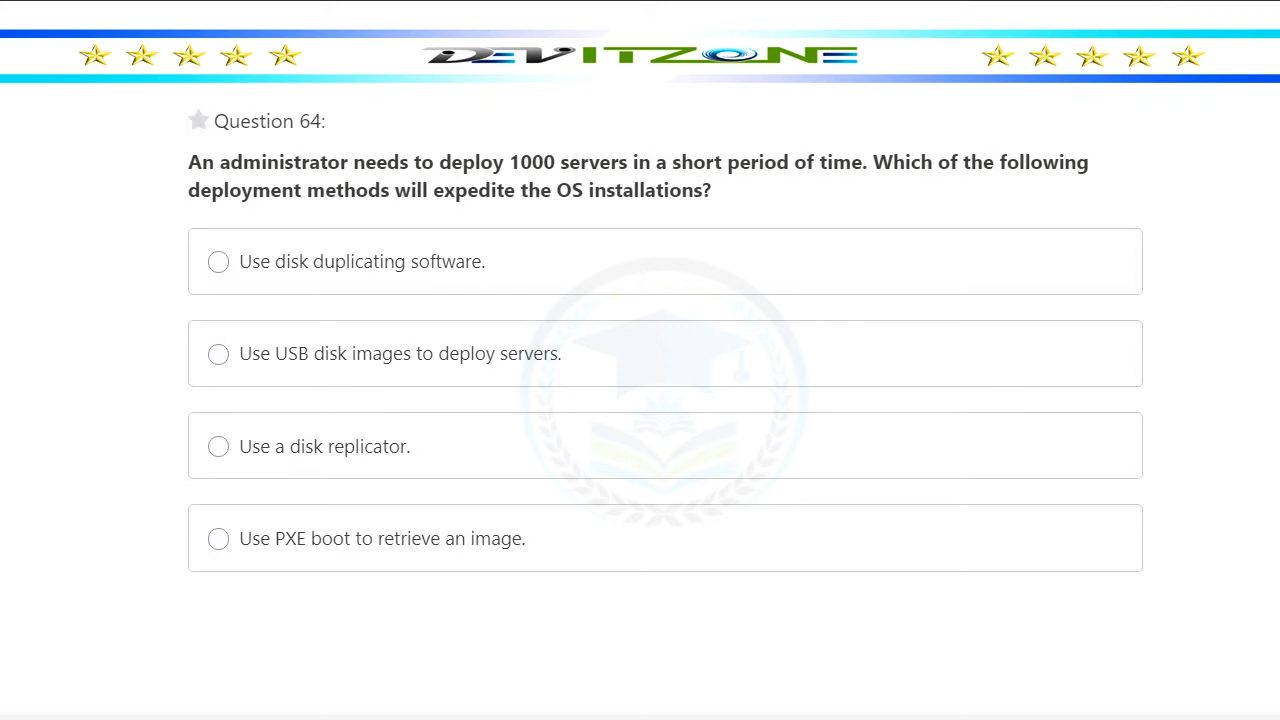 DEVITZONE
Question 64:
An administrator needs to deploy 1000 servers in a short period of time. Which of the following
deployment methods will expedite the OS installations?
Use disk duplicating software.
Use USB disk images to deploy servers.
Use a disk replicator.
Use PXE boot to retrieve an image.